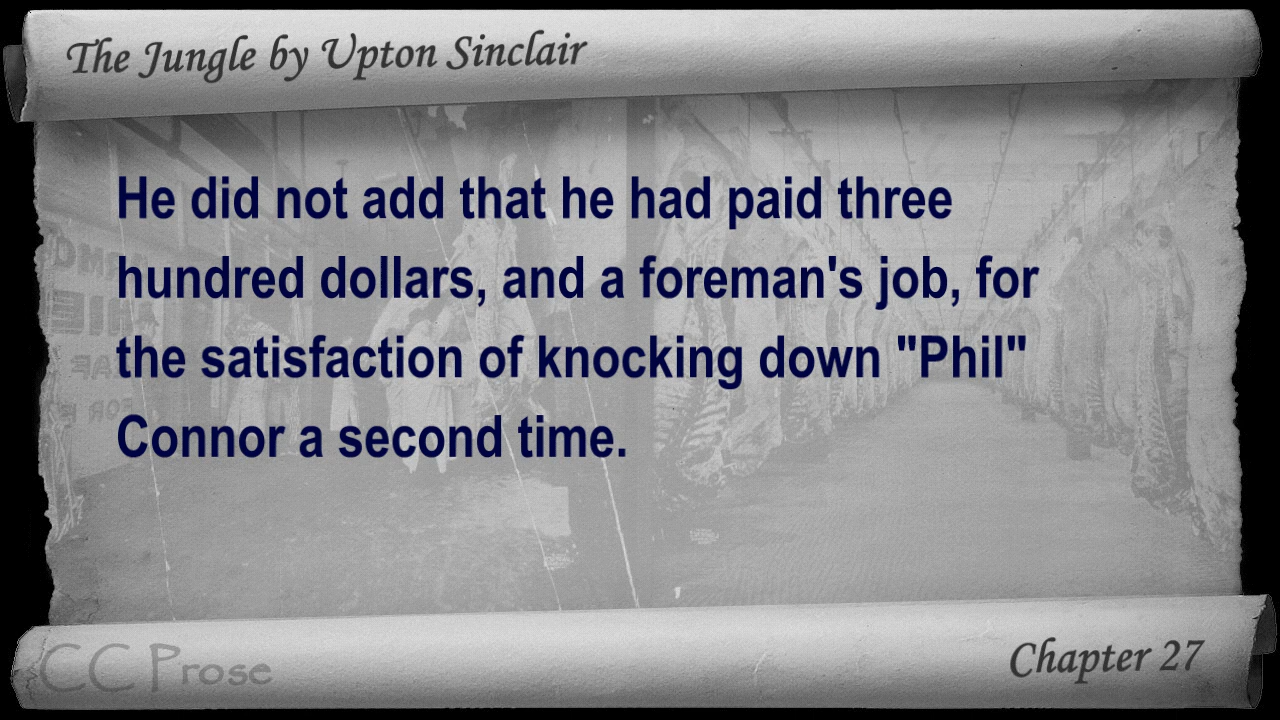 The Jungle by Upton Sinclair
He did not add that he had paid three
hundred dollars, and a foreman's job, for
the satisfaction of knocking down "Phil"
Connor a second time.
CC Prose
Chapter 27